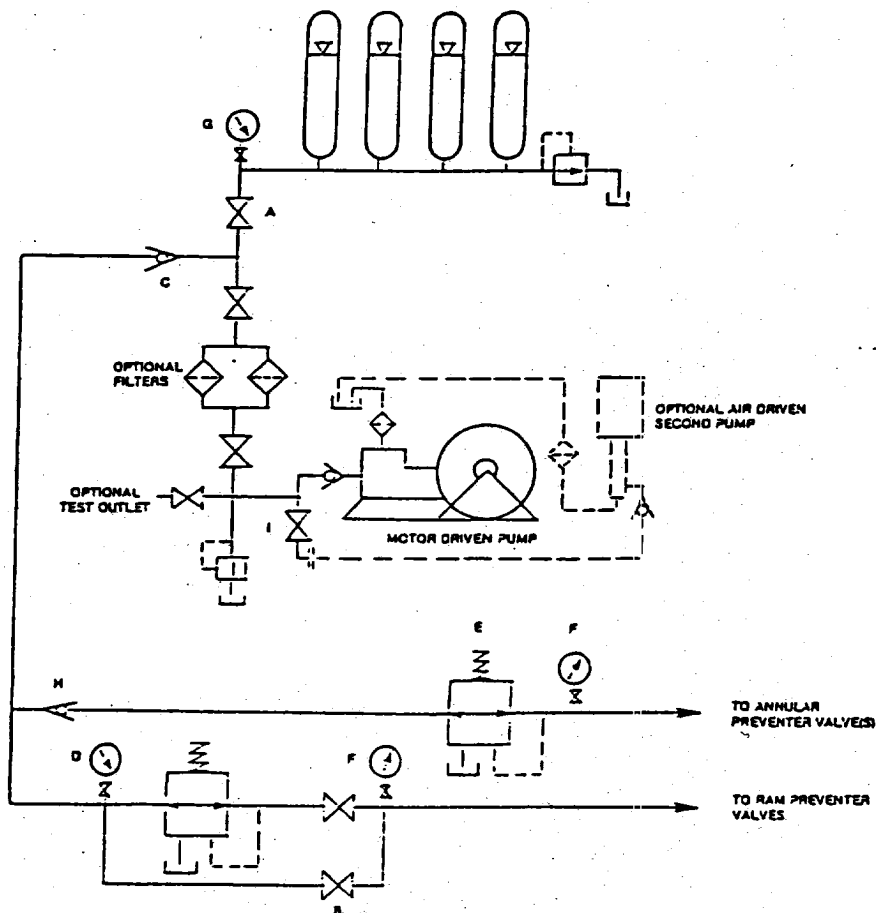 G
A
C
OPTIONAL
FILTERS
OPTIONAL AIR DRIVEN
SECOND PUMP
OPTIONAL
TEST OUTLET
I
MOTOR DRIVEN PUMP
E
F
H
TO ANNULAR
PREVENTER VALVE(S)
D
F
TO RAM PREVENTER
VALVES